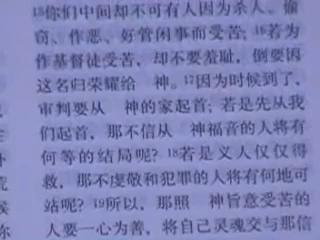 ¹⁵你们中间却不可有人因为杀人、偷
窃、作恶、好管闲事而受苦；¹⁶若为
作基督徒受苦，却不要羞耻，倒要因
这名归荣耀给　神。¹⁷因为时候到了，
审判要从　神的家起首；若是先从我
们起首，那不信从　神福音的人将有
何等的结局呢？¹⁸若是义人仅仅得
救，那不虔敬和犯罪的人将有何地可
站呢？¹⁹所以，那照　神旨意受苦的
人要一心为善，将自己灵魂交与那信